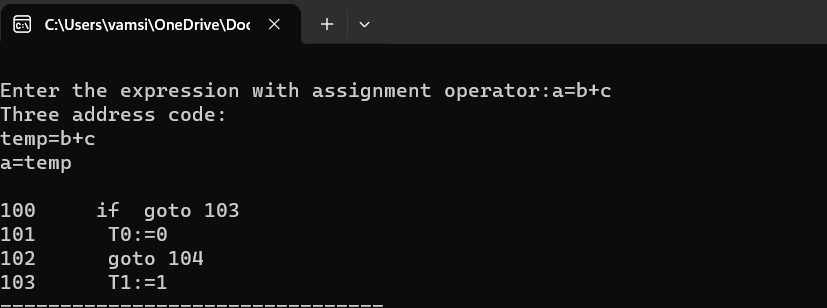 C:\Users\vamsi\OneDrive\Doc
Enter the expression with assignment operator:a=b+c
Three address code:
temp=b+c
a=temp
100     if  goto 103
101      T0:=0
102      goto 104
103      T1:=1
--------------------------------